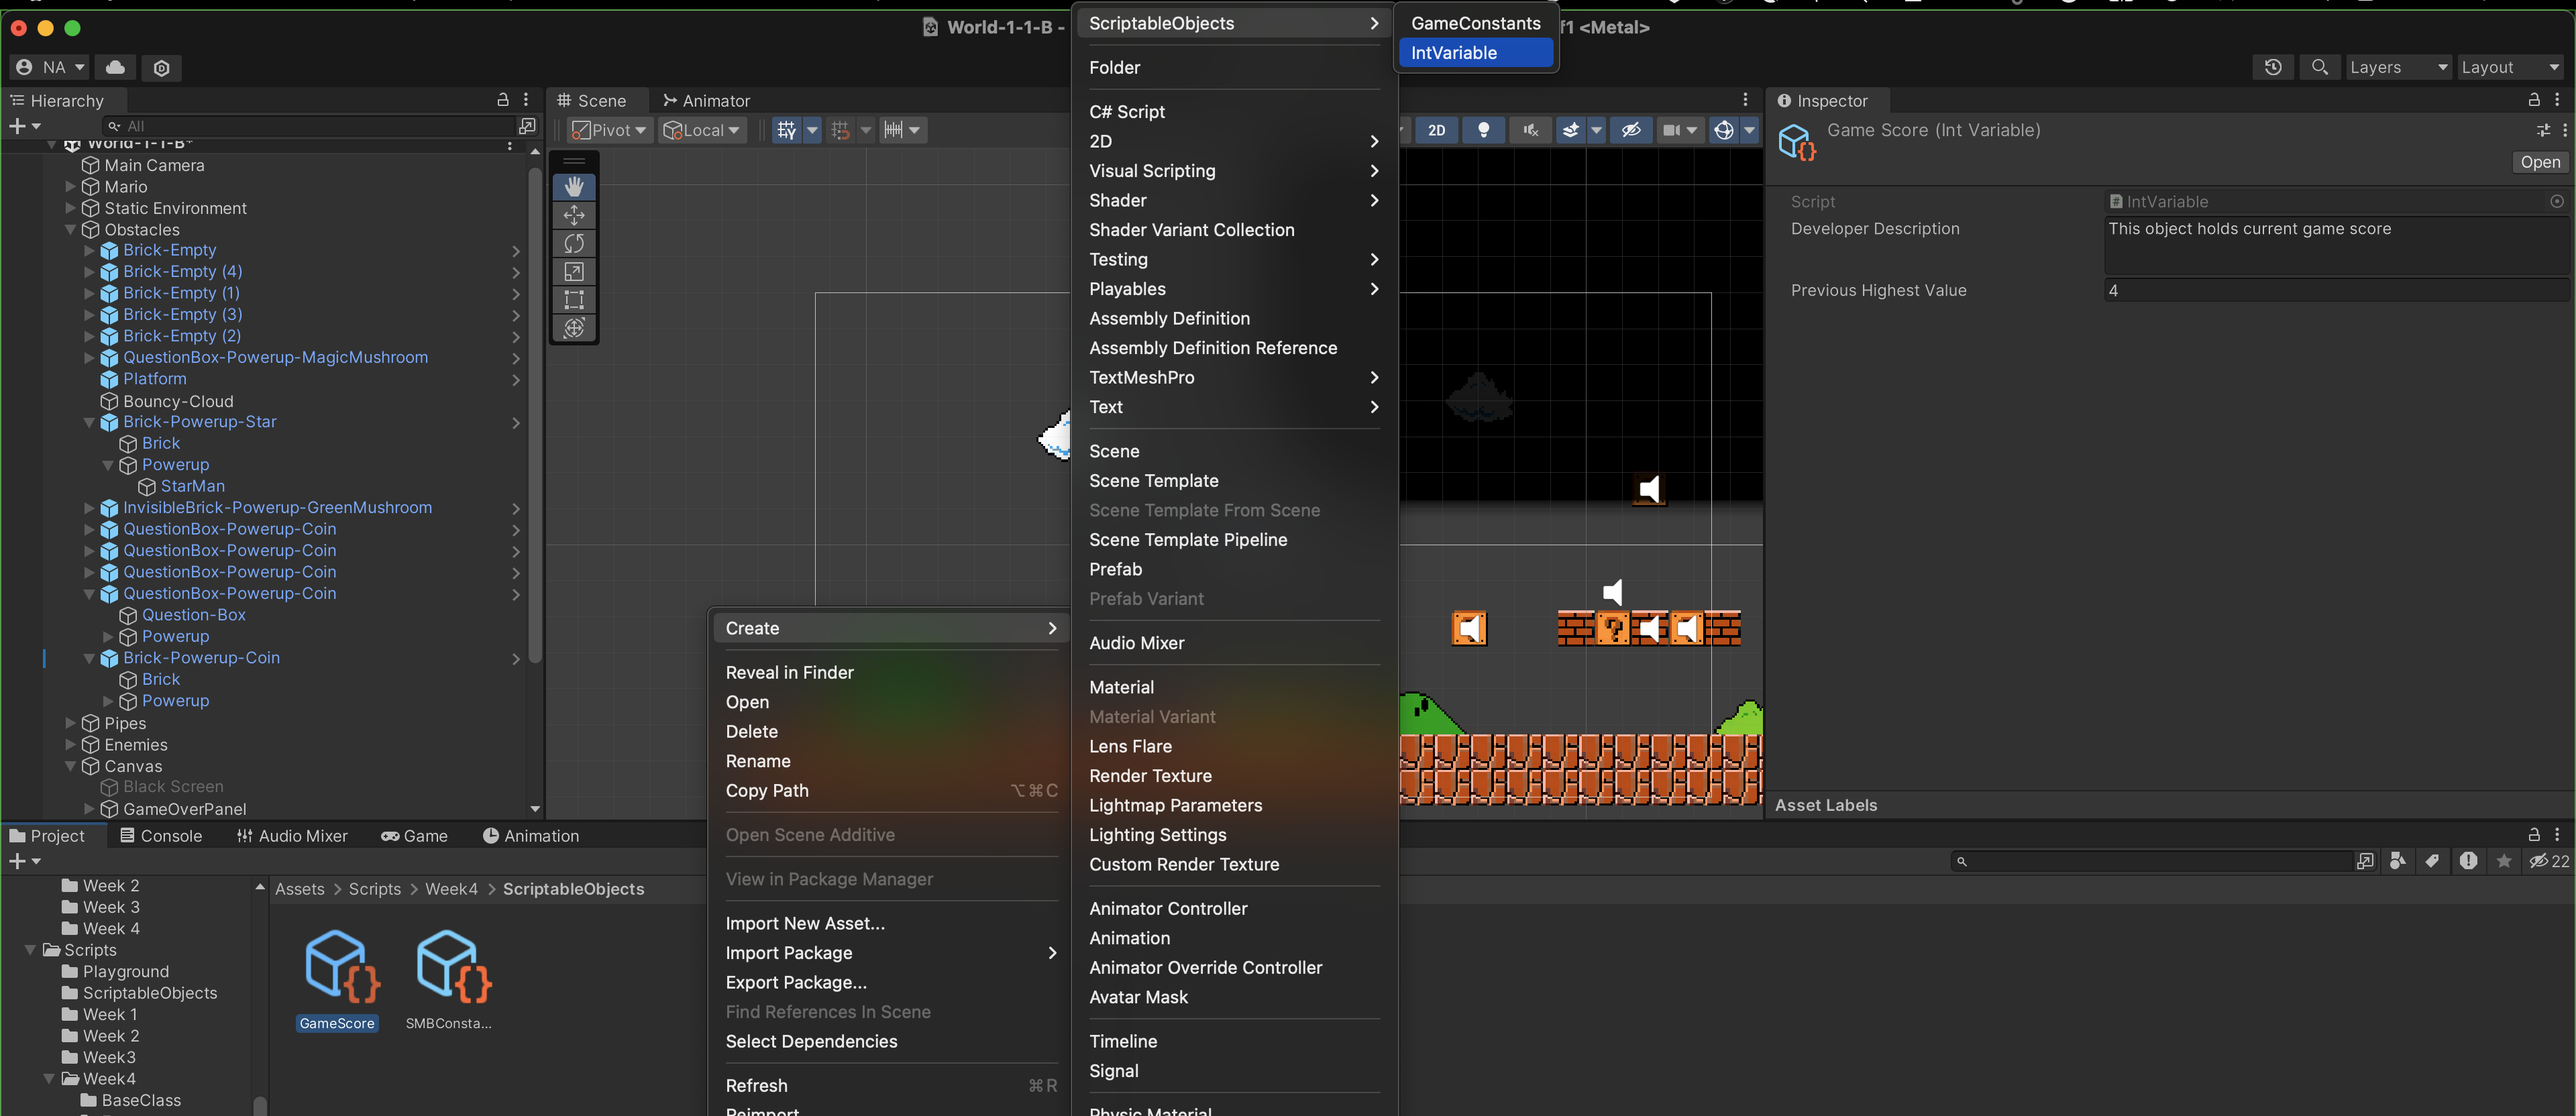 World-1-1-B -
f1 <Metal>
NA
Layers
Layout
Hierarchy
All
World-1-1-B*
Main Camera
Mario
Static Environment
Obstacles
Brick-Empty
Brick-Empty (4)
Brick-Empty (1)
Brick-Empty (3)
Brick-Empty (2)
QuestionBox-Powerup-MagicMushroom
Platform
Bouncy-Cloud
Brick-Powerup-Star
Brick
Powerup
StarMan
InvisibleBrick-Powerup-GreenMushroom
QuestionBox-Powerup-Coin
QuestionBox-Powerup-Coin
QuestionBox-Powerup-Coin
QuestionBox-Powerup-Coin
Question-Box
Powerup
Brick-Powerup-Coin
Brick
Powerup
Pipes
Enemies
Canvas
Black Screen
GameOverPanel
Scene
Animator
Pivot
Local
2D
Create
Reveal in Finder
Open
Delete
Rename
Copy Path ⌥⌘C
Open Scene Additive
View in Package Manager
Import New Asset...
Import Package
Export Package...
Find References In Scene
Select Dependencies
Refresh ⌘R
Reimport
ScriptableObjects
Folder
C# Script
2D
Visual Scripting
Shader
Shader Variant Collection
Testing
Playables
Assembly Definition
Assembly Definition Reference
TextMeshPro
Text
Scene
Scene Template
Scene Template From Scene
Scene Template Pipeline
Prefab
Prefab Variant
Audio Mixer
Material
Material Variant
Lens Flare
Render Texture
Lightmap Parameters
Lighting Settings
Custom Render Texture
Animator Controller
Animation
Animator Override Controller
Avatar Mask
Timeline
Signal
Physic Material
GameConstants
IntVariable
Inspector
Game Score (Int Variable)
Open
Script IntVariable
Developer Description This object holds current game score
Previous Highest Value 4
Asset Labels
Project
Console
Audio Mixer
Game
Animation
22
Week 2
Week 3
Week 4
Scripts
Playground
ScriptableObjects
Week 1
Week 2
Week3
Week4
BaseClass
Assets > Scripts > Week4 > ScriptableObjects
GameScore
SMBConsta...